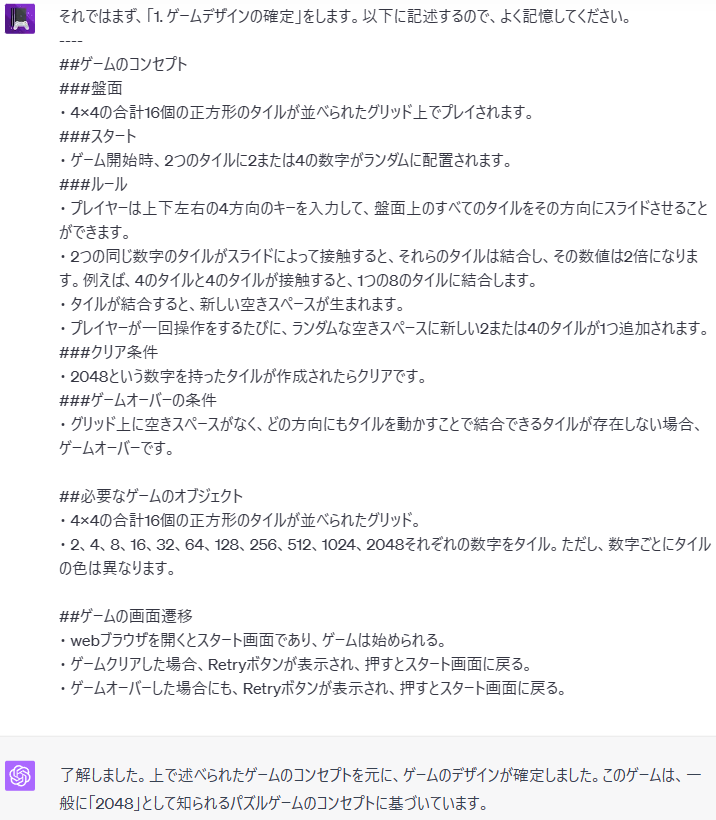 それではまず、「1. ゲームデザインの確定」をします。以下に記述するので、よく記憶してください。
----
##ゲームのコンセプト
###盤面
・4×4の合計16個の正方形のタイルが並べられたグリッド上でプレイされます。
###スタート
・ゲーム開始時、2つのタイルに2または4の数字がランダムに配置されます。
###ルール
・プレイヤーは上下左右の4方向のキーを入力して、盤面上のすべてのタイルをその方向にスライドさせること
ができます。
・2つの同じ数字のタイルがスライドによって接触すると、それらのタイルは結合し、その数値は2倍になりま
す。例えば、4のタイルと4のタイルが接触すると、1つの8のタイルに結合します。
・タイルが結合すると、新しい空きスペースが生まれます。
・プレイヤーが一回操作をするたびに、ランダムな空きスペースに新しい2または4のタイルが1つ追加されます。
###クリア条件
・2048という数字を持ったタイルが作成されたらクリアです。
###ゲームオーバーの条件
・グリッド上に空きスペースがなく、どの方向にもタイルを動かすことで結合できるタイルが存在しない場合、
ゲームオーバーです。
##必要なゲームのオブジェクト
・4×4の合計16個の正方形のタイルが並べられたグリッド。
・2、4、8、16、32、64、128、256、512、1024、2048それぞれの数字をタイル。ただし、数字ごとにタイル
の色は異なります。
##ゲームの画面遷移
・webブラウザを開くとスタート画面であり、ゲームは始められる。
・ゲームクリアした場合、Retryボタンが表示され、押すとスタート画面に戻る。
・ゲームオーバーした場合にも、Retryボタンが表示され、押すとスタート画面に戻る。
了解しました。上で述べられたゲームのコンセプトを元に、ゲームのデザインが確定しました。このゲームは、一
般に「2048」として知られるパズルゲームのコンセプトに基づいています。